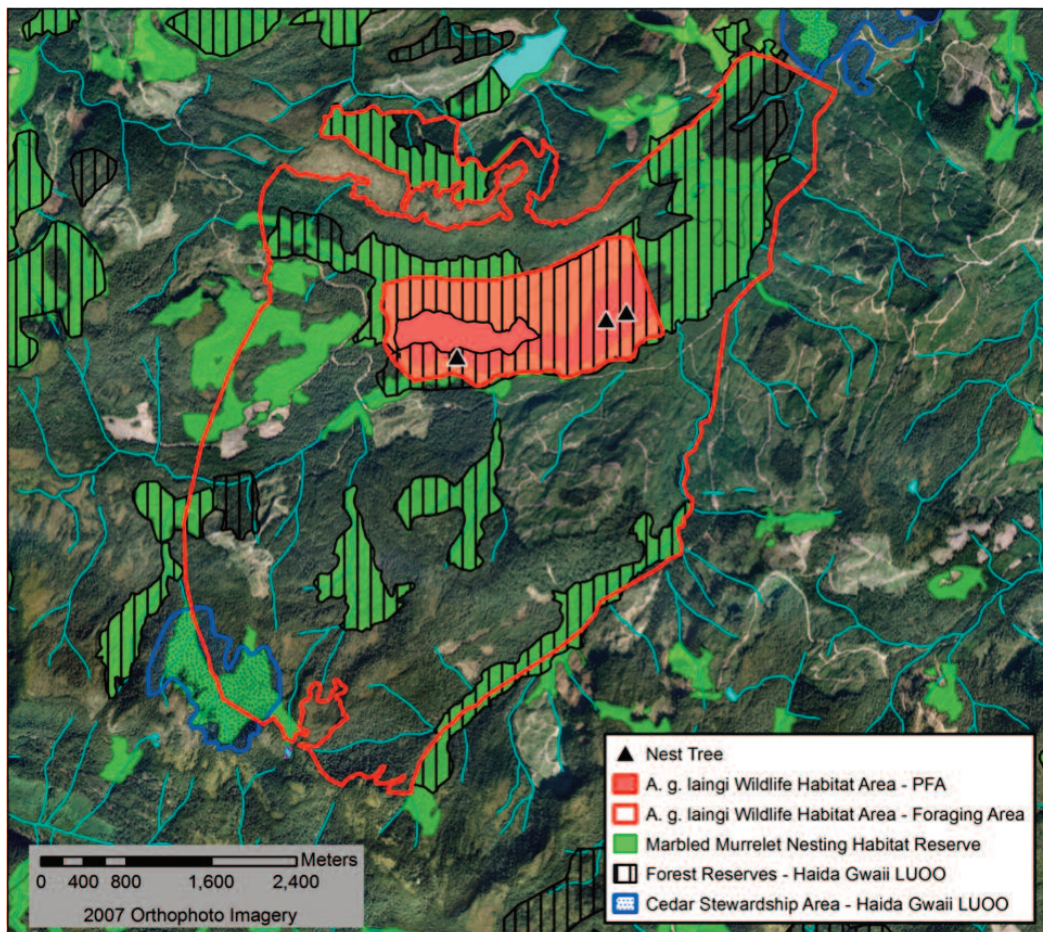 Nest Tree
A. g. laingi Wildlife Habitat Area - PFA
A. g. laingi Wildlife Habitat Area - Foraging Area
Marbled Murrelet Nesting Habitat Reserve
Forest Reserves - Haida Gwaii LUOO
Cedar Stewardship Area - Haida Gwaii LUOO
Meters
0 400 800 1,600 2,400
2007 Orthophoto Imagery